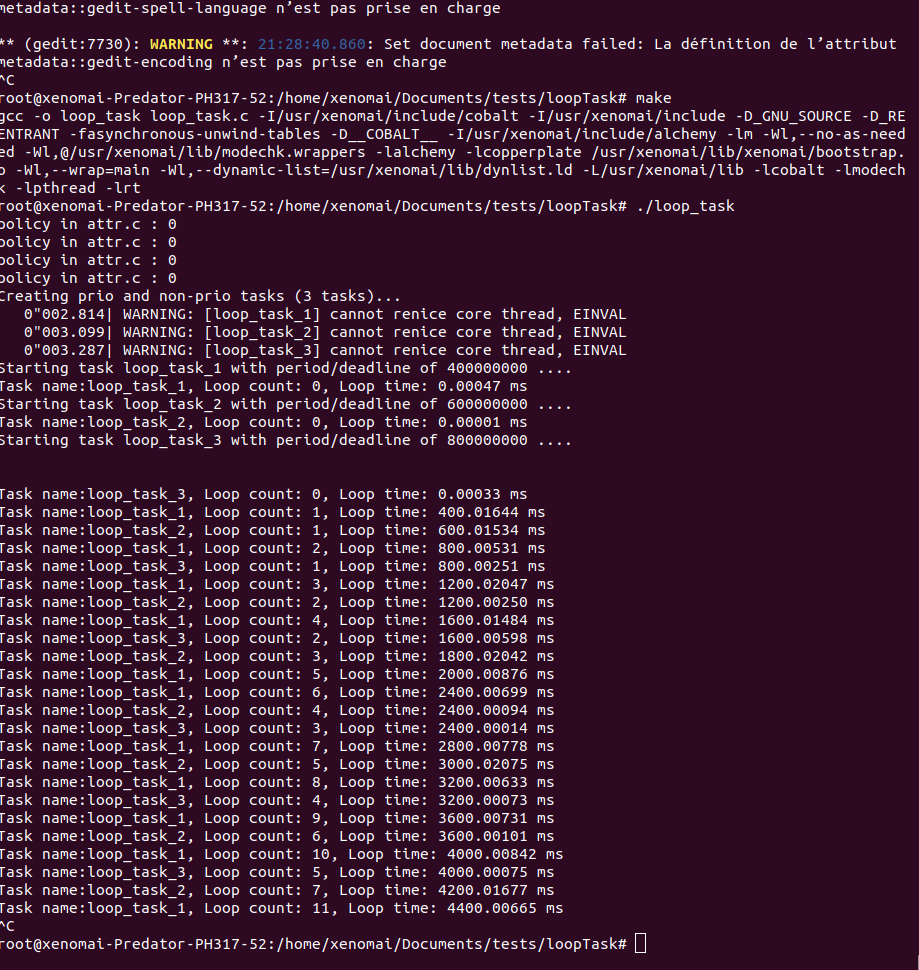 metadata::gedit-spell-language n’est pas prise en charge
** (gedit:7730): WARNING **: 21:28:40.860: Set document metadata failed: La définition de l’attribut
metadata::gedit-encoding n’est pas prise en charge
^C
root@xenomai-Predator-PH317-52:/home/xenomai/Documents/tests/loopTask# make
gcc -o loop_task loop_task.c -I/usr/xenomai/include/cobalt -I/usr/xenomai/include -D_GNU_SOURCE -D_RE
ENTRANT -fasynchronous-unwind-tables -D__COBALT__ -I/usr/xenomai/include/alchemy -lm -Wl,--no-as-need
ed -Wl,@/usr/xenomai/lib/modechk.wrappers -lalchemy -lcopperplate /usr/xenomai/lib/xenomai/bootstrap.
o -Wl,--wrap=main -Wl,--dynamic-list=/usr/xenomai/lib/dynlist.ld -L/usr/xenomai/lib -lcobalt -lmodech
k -lpthread -lrt
root@xenomai-Predator-PH317-52:/home/xenomai/Documents/tests/loopTask# ./loop_task
policy in attr.c : 0
policy in attr.c : 0
policy in attr.c : 0
policy in attr.c : 0
Creating prio and non-prio tasks (3 tasks)...
0"002.814| WARNING: [loop_task_1] cannot renice core thread, EINVAL
0"003.099| WARNING: [loop_task_2] cannot renice core thread, EINVAL
0"003.287| WARNING: [loop_task_3] cannot renice core thread, EINVAL
Starting task loop_task_1 with period/deadline of 400000000 ....
Task name:loop_task_1, Loop count: 0, Loop time: 0.00047 ms
Starting task loop_task_2 with period/deadline of 600000000 ....
Task name:loop_task_2, Loop count: 0, Loop time: 0.00001 ms
Starting task loop_task_3 with period/deadline of 800000000 ....
Task name:loop_task_3, Loop count: 0, Loop time: 0.00033 ms
Task name:loop_task_1, Loop count: 1, Loop time: 400.01644 ms
Task name:loop_task_2, Loop count: 1, Loop time: 600.01534 ms
Task name:loop_task_1, Loop count: 2, Loop time: 800.00531 ms
Task name:loop_task_3, Loop count: 1, Loop time: 800.00251 ms
Task name:loop_task_1, Loop count: 3, Loop time: 1200.02047 ms
Task name:loop_task_2, Loop count: 2, Loop time: 1200.00250 ms
Task name:loop_task_1, Loop count: 4, Loop time: 1600.01484 ms
Task name:loop_task_3, Loop count: 2, Loop time: 1600.00598 ms
Task name:loop_task_2, Loop count: 3, Loop time: 1800.02042 ms
Task name:loop_task_1, Loop count: 5, Loop time: 2000.00876 ms
Task name:loop_task_1, Loop count: 6, Loop time: 2400.00699 ms
Task name:loop_task_2, Loop count: 4, Loop time: 2400.00094 ms
Task name:loop_task_3, Loop count: 3, Loop time: 2400.00014 ms
Task name:loop_task_1, Loop count: 7, Loop time: 2800.00778 ms
Task name:loop_task_2, Loop count: 5, Loop time: 3000.02075 ms
Task name:loop_task_1, Loop count: 8, Loop time: 3200.00633 ms
Task name:loop_task_3, Loop count: 4, Loop time: 3200.00073 ms
Task name:loop_task_1, Loop count: 9, Loop time: 3600.00731 ms
Task name:loop_task_2, Loop count: 6, Loop time: 3600.00101 ms
Task name:loop_task_1, Loop count: 10, Loop time: 4000.00842 ms
Task name:loop_task_3, Loop count: 5, Loop time: 4000.00075 ms
Task name:loop_task_2, Loop count: 7, Loop time: 4200.01677 ms
Task name:loop_task_1, Loop count: 11, Loop time: 4400.00665 ms
^C
root@xenomai-Predator-PH317-52:/home/xenomai/Documents/tests/loopTask#